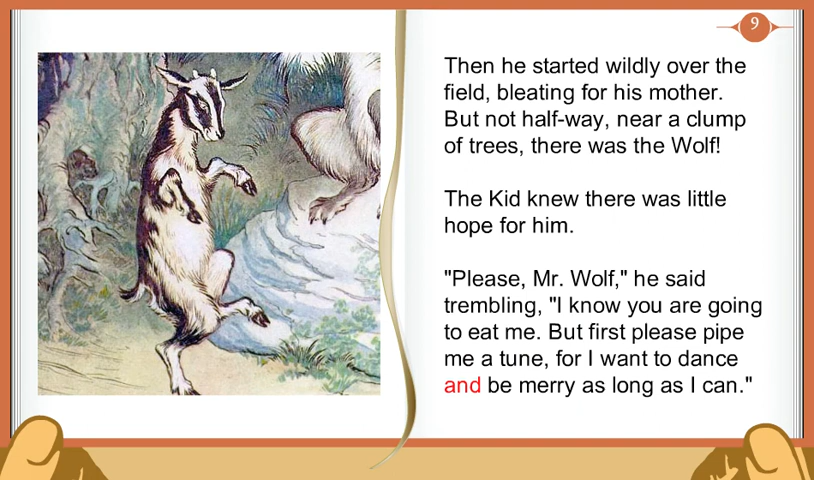 9
Then he started wildly over the
field, bleating for his mother.
But not half-way, near a clump
of trees, there was the Wolf!
The Kid knew there was little
hope for him.
"Please, Mr. Wolf," he said
trembling, "I know you are going
to eat me. But first please pipe
me a tune, for I want to dance
and be merry as long as I can."